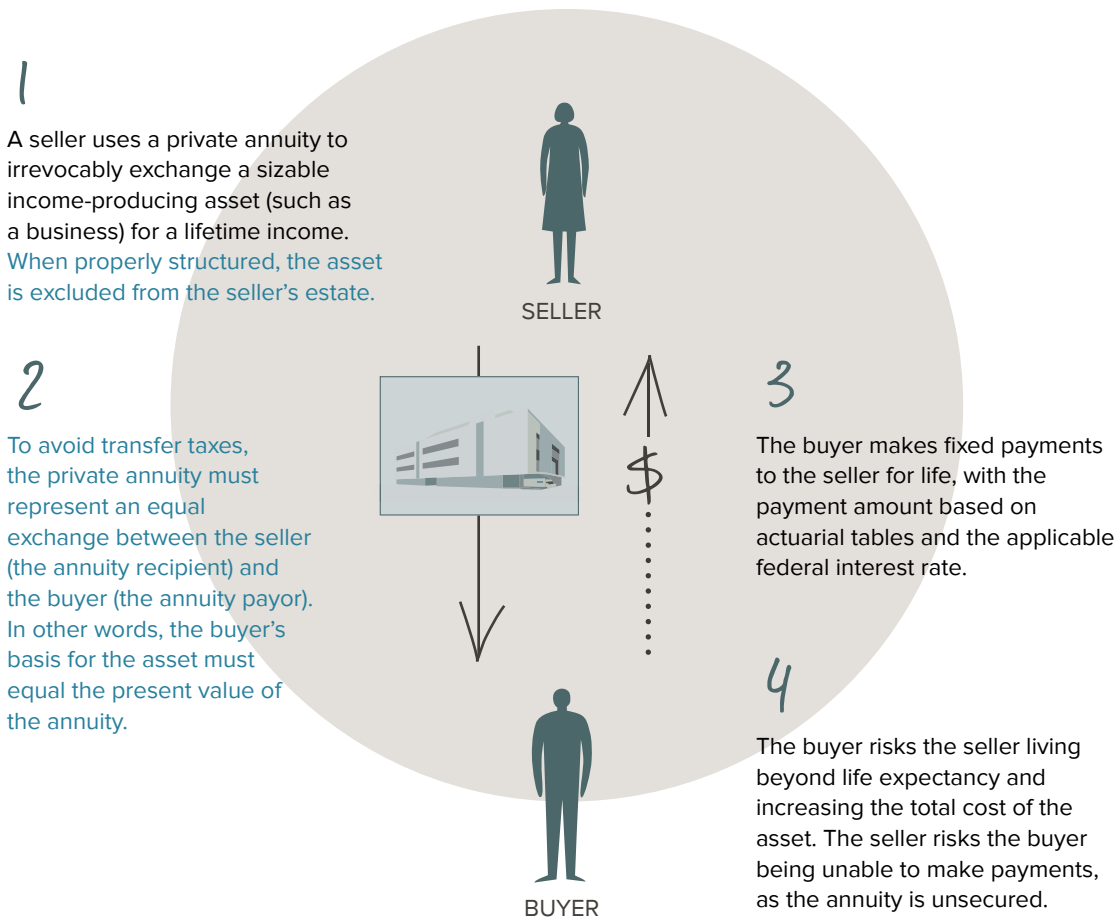 1
A seller uses a private annuity to
irrevocably exchange a sizable
income-producing asset (such as
a business) for a lifetime income.
When properly structured, the asset
is excluded from the seller’s estate.
SELLER
2
To avoid transfer taxes,
the private annuity must
represent an equal
exchange between the seller
(the annuity recipient) and
the buyer (the annuity payor).
In other words, the buyer’s
basis for the asset must
equal the present value of
the annuity.
$
3
The buyer makes fixed payments
to the seller for life, with the
payment amount based on
actuarial tables and the applicable
federal interest rate.
4
The buyer risks the seller living
beyond life expectancy and
increasing the total cost of the
asset. The seller risks the buyer
being unable to make payments,
as the annuity is unsecured.
BUYER